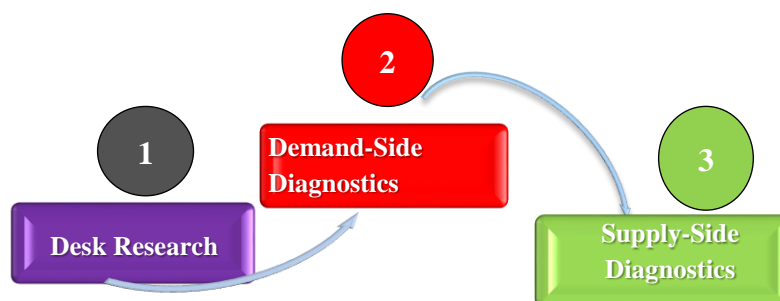 1
Desk Research
2
Demand-Side
Diagnostics
3
Supply-Side
Diagnostics